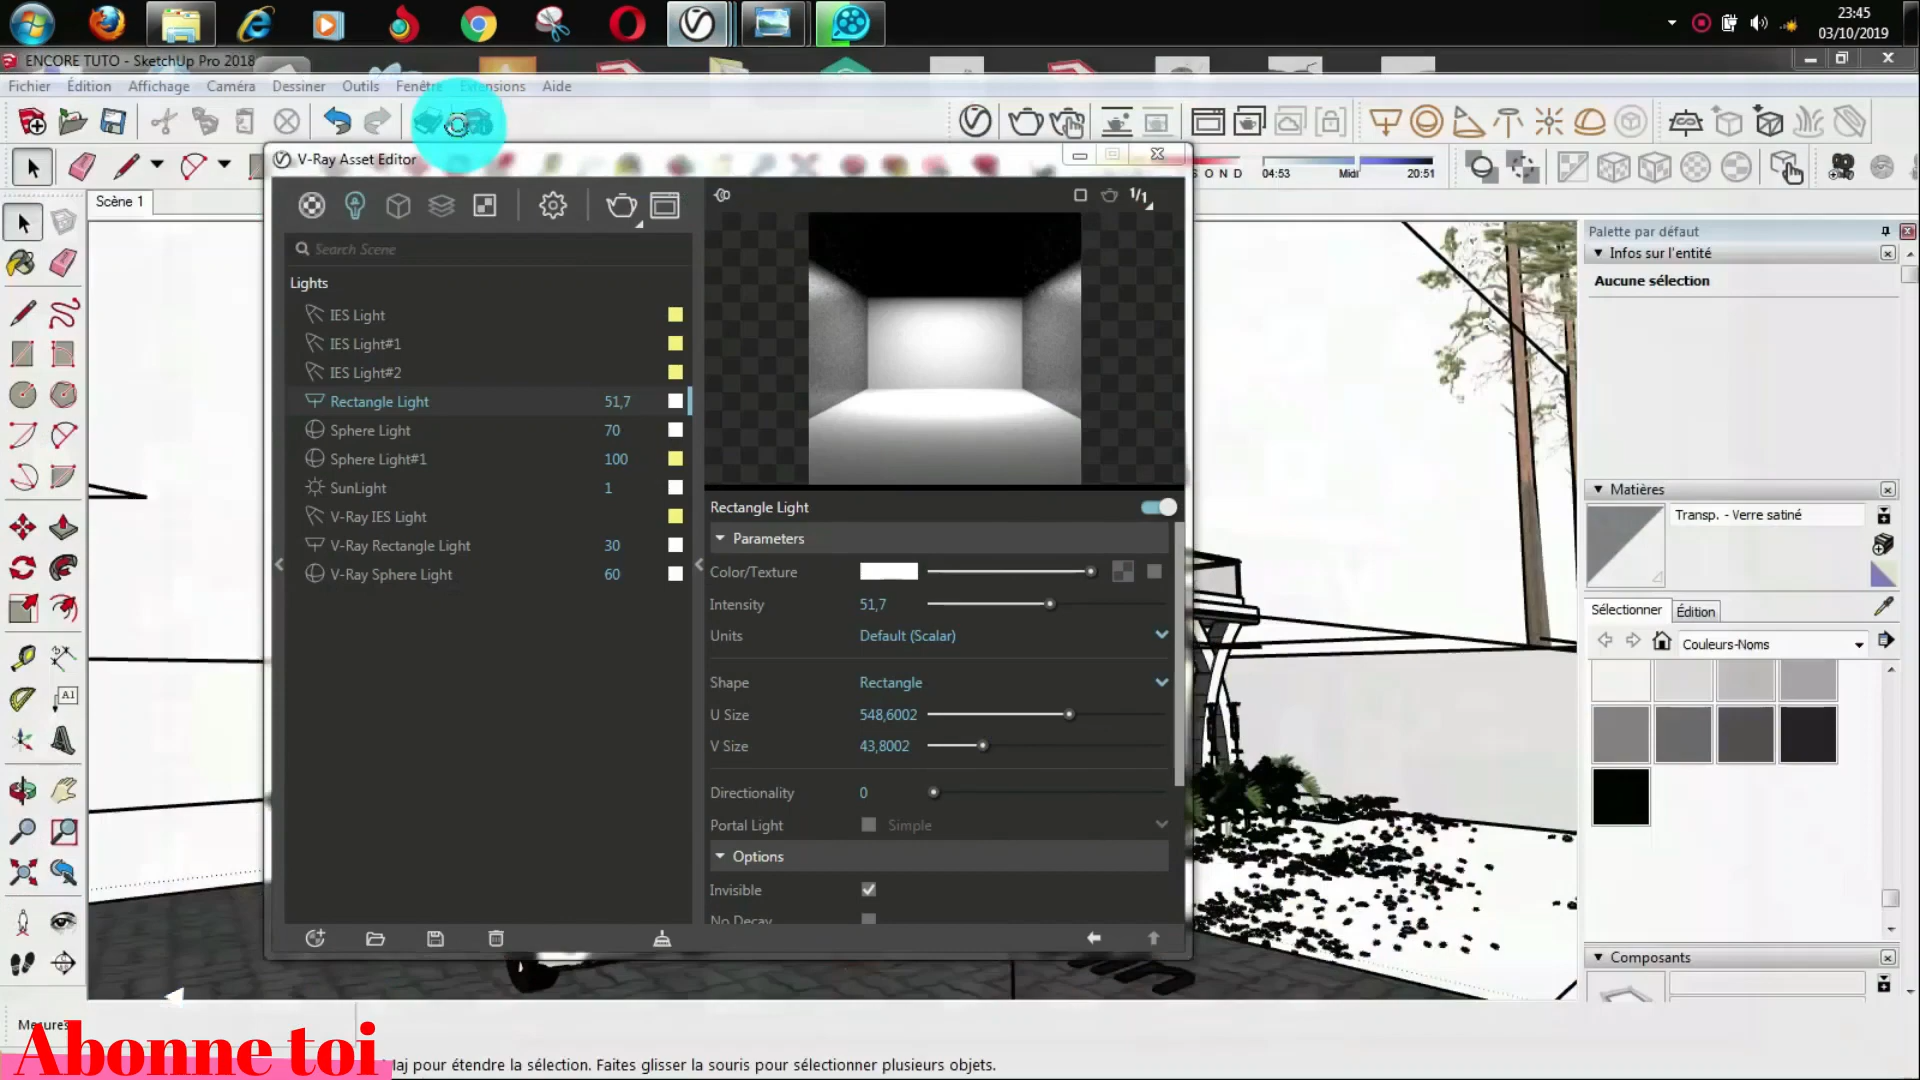 23:45
03/10/2019
ENCORE TUTO - SketchUp Pro 2018
Fichier Édition Affichage Caméra Dessiner Outils Fenêtre Extensions Aide
V-Ray Asset Editor
S O N D 04:53 Midi 20:51
Scène 1
1/1
Palette par défaut
Infos sur l'entité
Aucune sélection
Search Scene
Lights
IES Light
IES Light#1
IES Light#2
Rectangle Light 51,7
Sphere Light 70
Sphere Light#1 100
SunLight 1
V-Ray IES Light
V-Ray Rectangle Light 30
V-Ray Sphere Light 60
Rectangle Light
Parameters
Color/Texture
Intensity 51,7
Units Default (Scalar)
Shape Rectangle
U Size 548,6002
V Size 43,8002
Directionality 0
Portal Light Simple
Options
Invisible
No Decay
Matières
Transp. - Verre satiné
Sélectionner Édition
Couleurs-Noms
Composants
A1
Mesures
Abonne toi
Maj pour étendre la sélection. Faites glisser la souris pour sélectionner plusieurs objets.